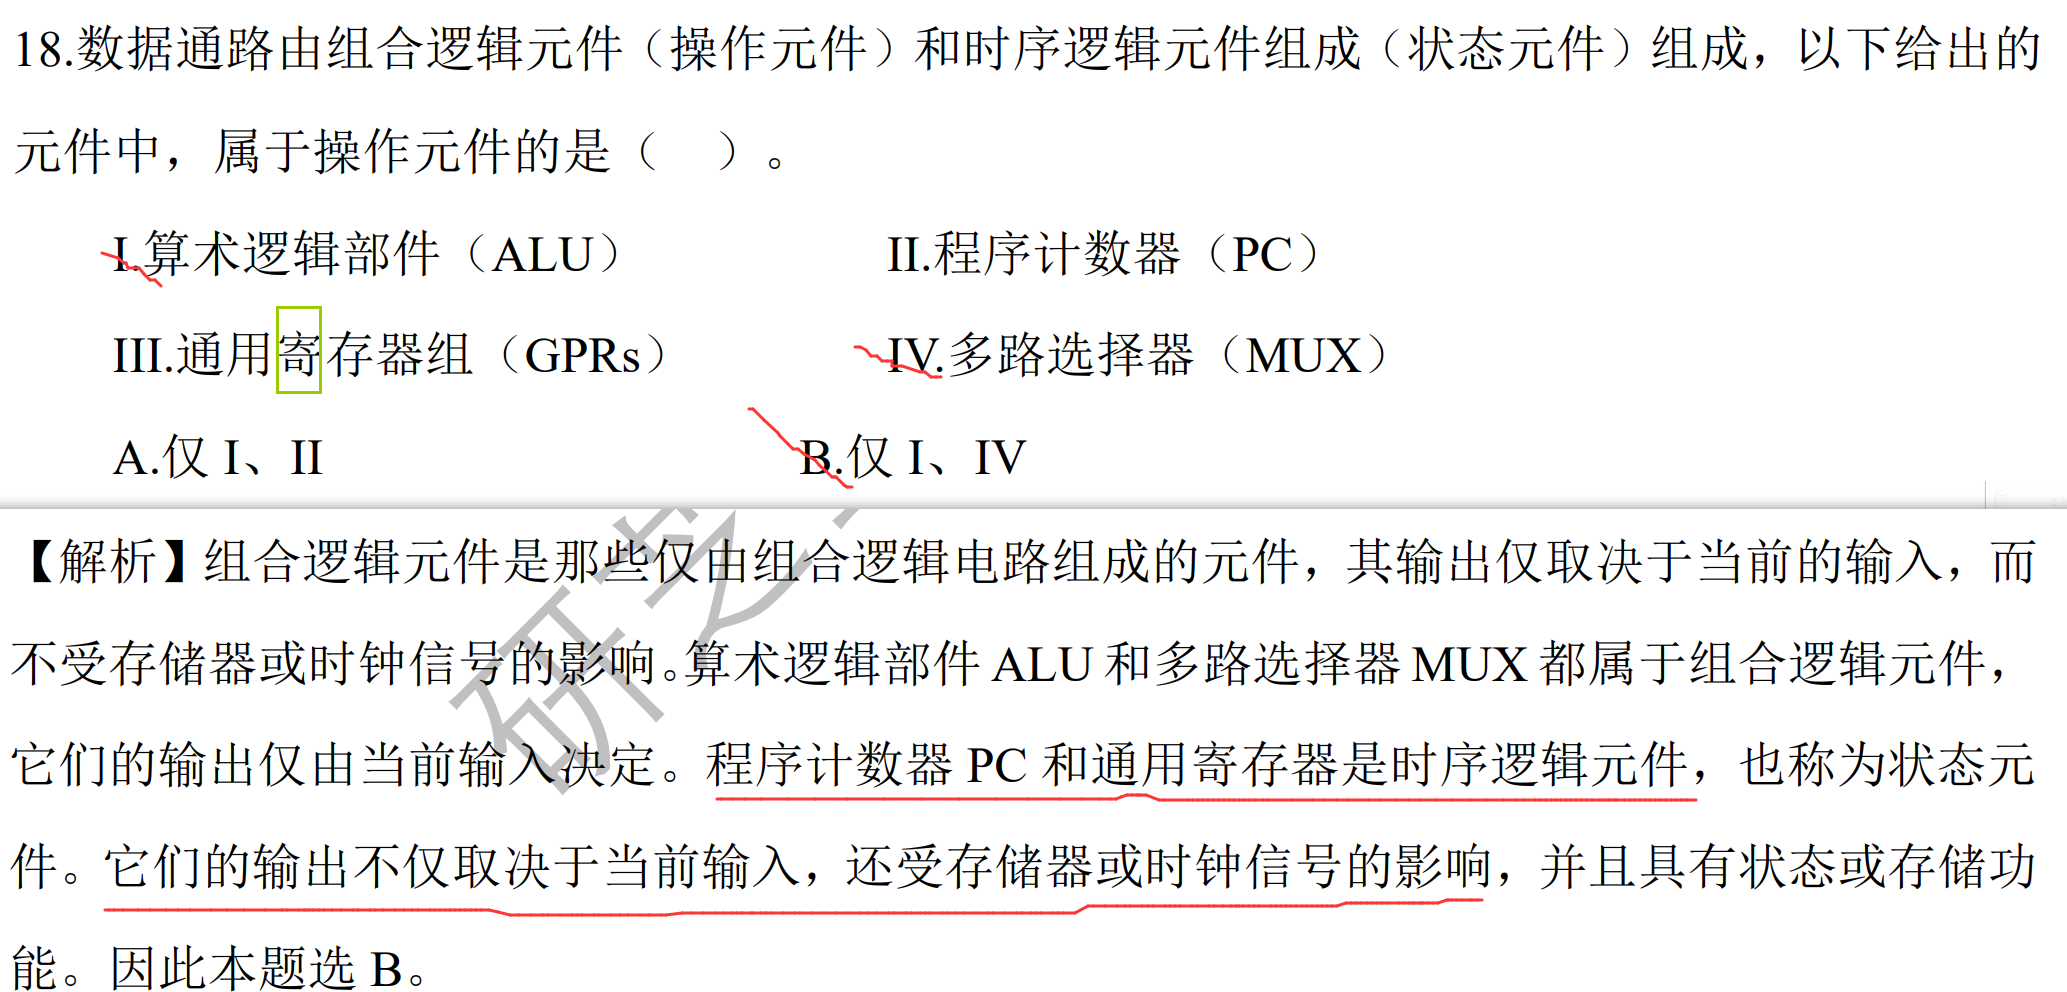 18.数据通路由组合逻辑元件（操作元件）和时序逻辑元件组成（状态元件）组成，以下给出的
元件中，属于操作元件的是（　）。
I.算术逻辑部件（ALU） II.程序计数器（PC）
III.通用寄存器组（GPRs） IV.多路选择器（MUX）
A.仅 I、II B.仅 I、IV
【解析】组合逻辑元件是那些仅由组合逻辑电路组成的元件，其输出仅取决于当前的输入，而
不受存储器或时钟信号的影响。算术逻辑部件 ALU 和多路选择器 MUX 都属于组合逻辑元件，
它们的输出仅由当前输入决定。程序计数器 PC 和通用寄存器是时序逻辑元件，也称为状态元
件。它们的输出不仅取决于当前输入，还受存储器或时钟信号的影响，并且具有状态或存储功
能。因此本题选 B。
研芝